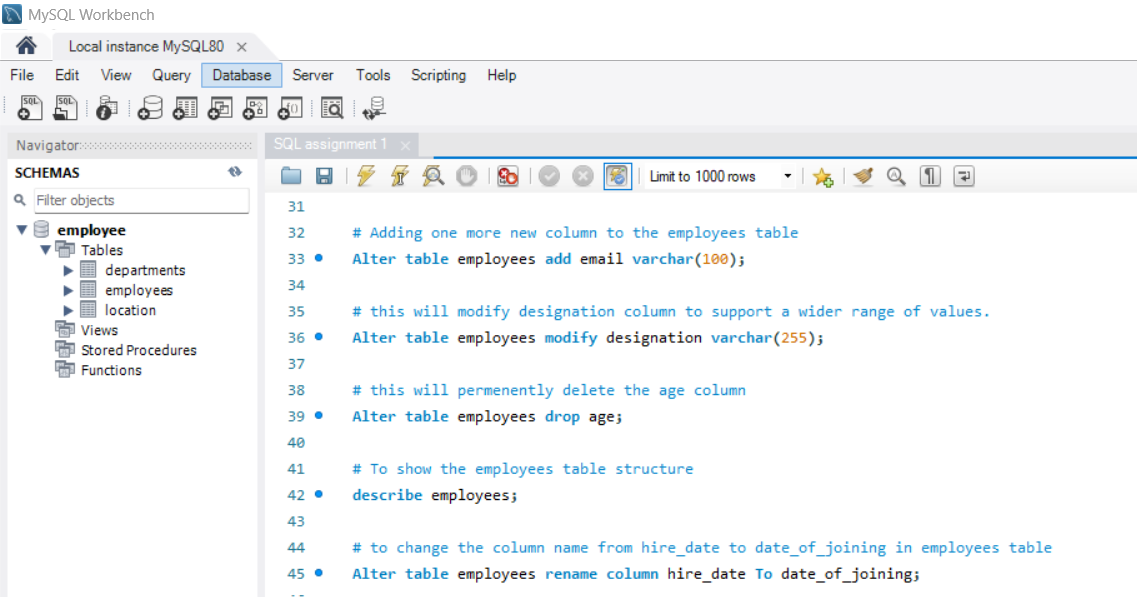 MySQL Workbench
Local instance MySQL80
File Edit View Query Database Server Tools Scripting Help
SQL SQL
Navigator SQL assignment 1
SCHEMAS
Limit to 1000 rows
Filter objects
employee
Tables
departments
employees
location
Views
Stored Procedures
Functions
31
32 # Adding one more new column to the employees table
33 Alter table employees add email varchar(100);
34
35 # this will modify designation column to support a wider range of values.
36 Alter table employees modify designation varchar(255);
37
38 # this will permenently delete the age column
39 Alter table employees drop age;
40
41 # To show the employees table structure
42 describe employees;
43
44 # to change the column name from hire_date to date_of_joining in employees table
45 Alter table employees rename column hire_date To date_of_joining;